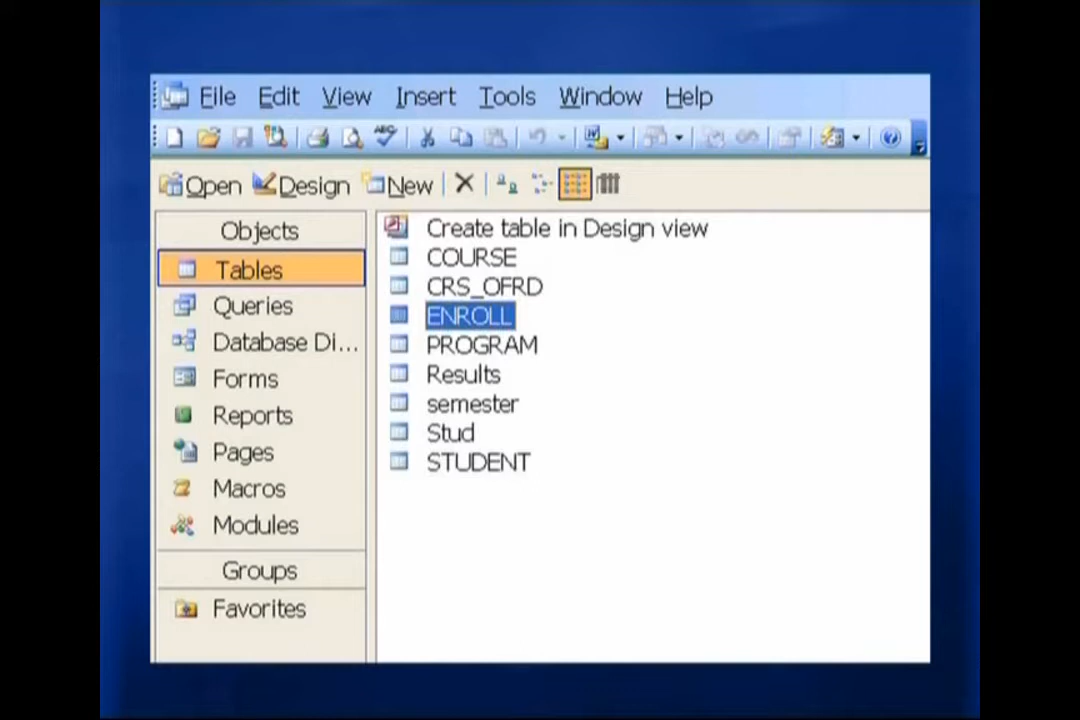 File Edit View Insert Tools Window Help
Open Design New
Objects
Tables
Queries
Database Di...
Forms
Reports
Pages
Macros
Modules
Groups
Favorites
Create table in Design view
COURSE
CRS_OFRD
ENROLL
PROGRAM
Results
semester
Stud
STUDENT